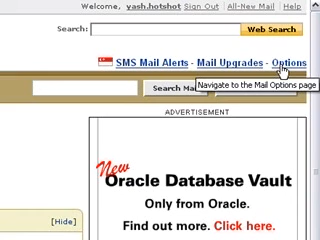 Welcome, yash.hotshot Sign Out All-New Mail Help
Search: Web Search
SMS Mail Alerts - Mail Upgrades - Options
Search Ma
Navigate to the Mail Options page
ADVERTISEMENT
New
Oracle Database Vault
Only from Oracle.
Find out more. Click here.
[Hide]